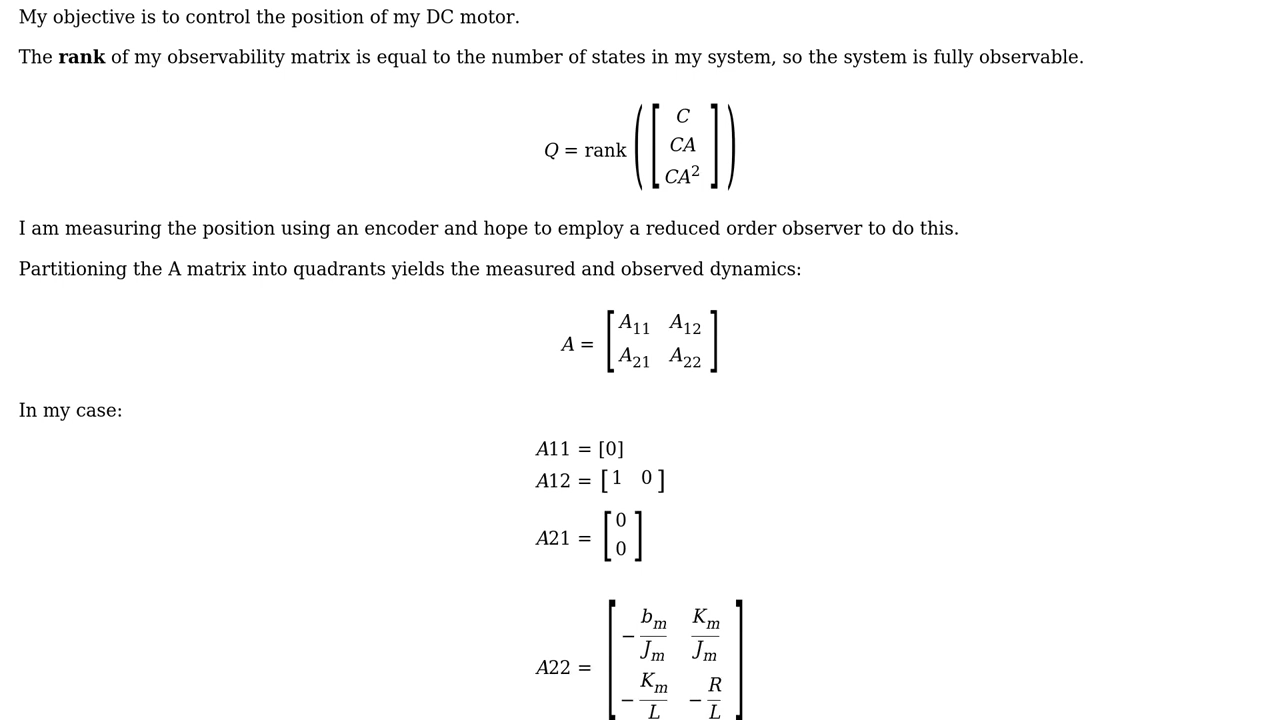 My objective is to control the position of my DC motor.
The rank of my observability matrix is equal to the number of states in my system, so the system is fully observable.
Q = rank ( [ C
CA
CA² ] )
I am measuring the position using an encoder and hope to employ a reduced order observer to do this.
Partitioning the A matrix into quadrants yields the measured and observed dynamics:
A = [ A₁₁ A₁₂
A₂₁ A₂₂ ]
In my case:
A11 = [0]
A12 = [ 1 0 ]
A21 = [ 0
0 ]
A22 = [ − bₘ/Jₘ Kₘ/Jₘ
− Kₘ/L − R/L ]